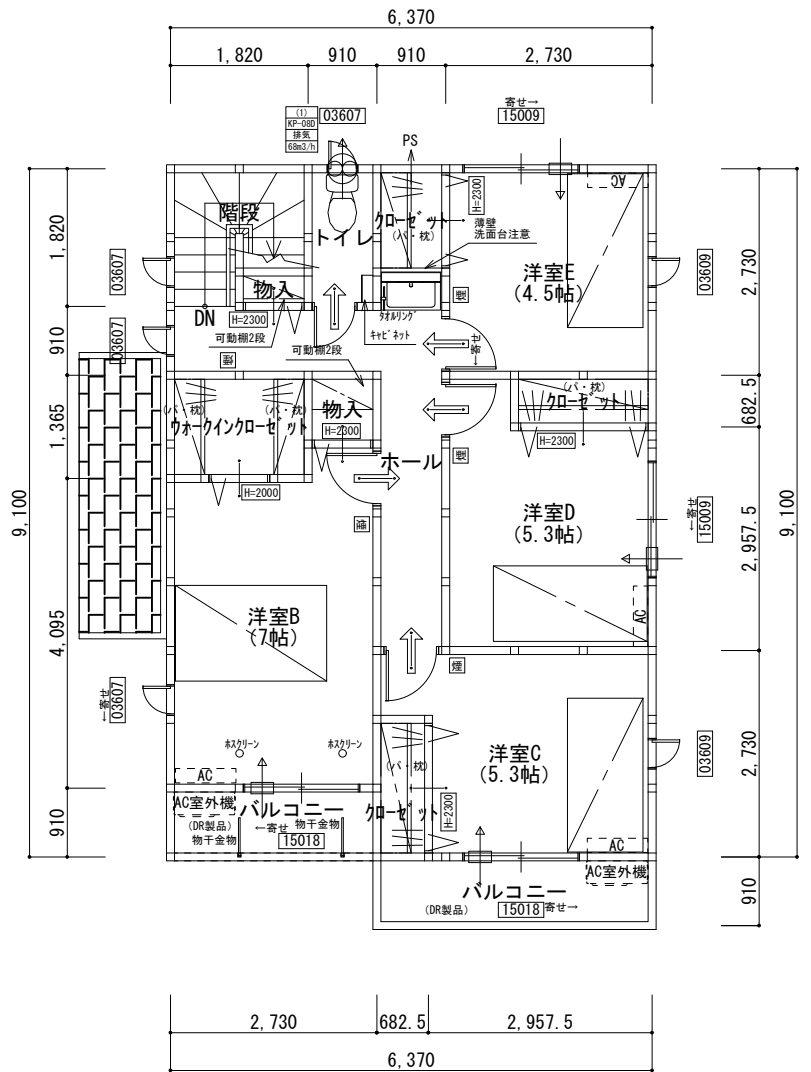 6,370
1,820
910
910
2,730
寄せ→
15009
(1)
KP-08D
排気
68m3/h
03607
PS
AC
H=2300
階段
トイレ
クローゼット
(パ・枕)
薄壁
洗面台注意
洋室E
(4.5帖)
03607
03609
1,820
2,730
物入
煙
タオルリング
キャビネット
DN
H=2300
可動棚2段
←寄せ
03607
煙
可動棚2段
910
(パ・枕)
クローゼット
682.5
(パ・枕)
(パ・枕)
ウォークインクローゼット
物入
H=2300
H=2300
1,365
ホール
煙
H=2000
煙
洋室D
(5.3帖)
←寄せ
15009
2,957.5
9,100
9,100
AC
洋室B
(7帖)
4,095
煙
←寄せ
03607
ホスクリーン
ホスクリーン
洋室C
(5.3帖)
03609
2,730
(パ・枕)
AC
AC室外機
バルコニー
クローゼット
H=2300
(DR製品)
物干金物
←寄せ
物干金物
15018
910
AC
AC室外機
バルコニー
(DR製品)
15018
寄せ→
910
2,730
682.5
2,957.5
6,370